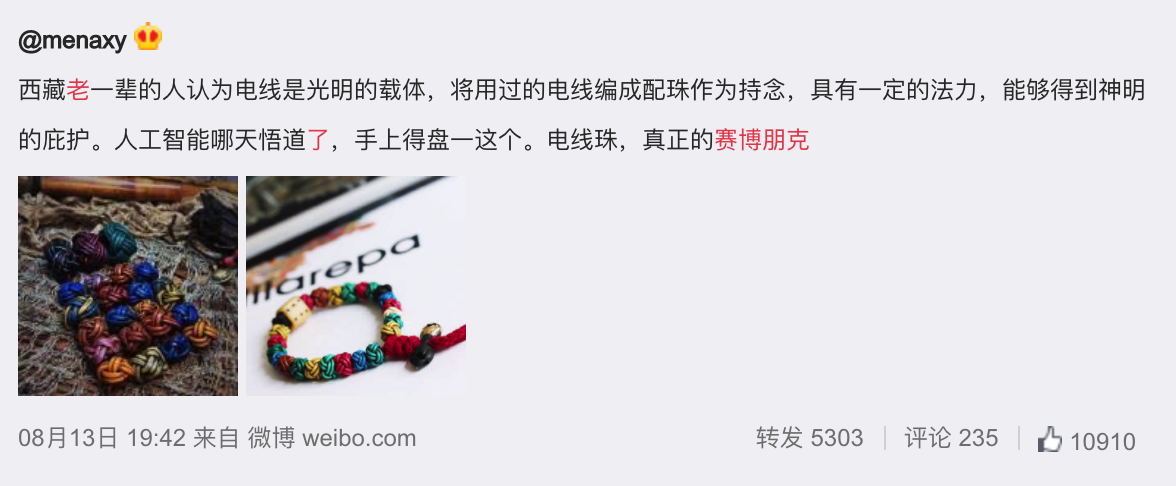 @menaxy
西藏老一辈的人认为电线是光明的载体，将用过的电线编成配珠作为持念，具有一定的法力，能够得到神明
的庇护。人工智能哪天悟道了，手上得盘一这个。电线珠，真正的赛博朋克
llarepa
08月13日 19:42 来自 微博 weibo.com
转发 5303 评论 235 10910